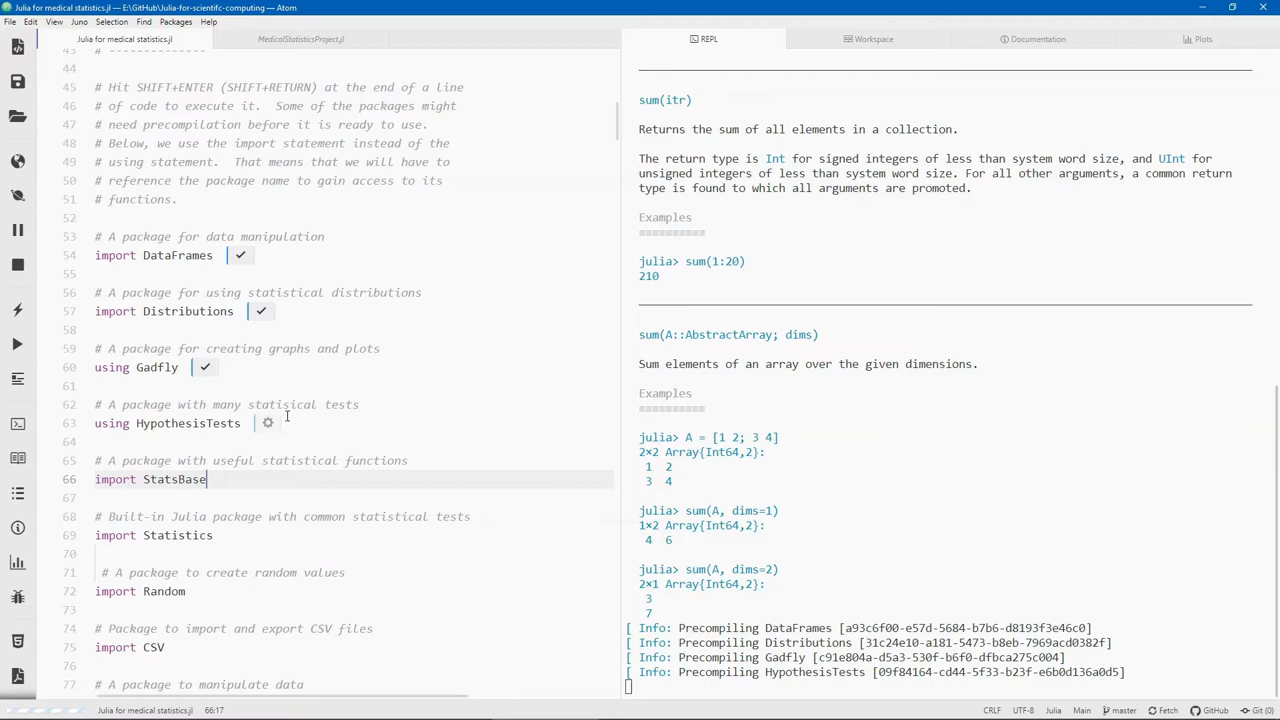 Julia for medical statistics.jl — E:\GitHub\Julia-for-scientifc-computing — Atom
File Edit View Juno Selection Find Packages Help
Julia for medical statistics.jl
MedicalStatisticsProject.jl
REPL
Workspace
Documentation
Plots
43 # --------------
44
45 # Hit SHIFT+ENTER (SHIFT+RETURN) at the end of a line
46 # of code to execute it.  Some of the packages might
47 # need precompilation before it is ready to use.
48 # Below, we use the import statement instead of the
49 # using statement.  That means that we will have to
50 # reference the package name to gain access to its
51 # functions.
52
53 # A package for data manipulation
54 import DataFrames
55
56 # A package for using statistical distributions
57 import Distributions
58
59 # A package for creating graphs and plots
60 using Gadfly
61
62 # A package with many statisical tests
63 using HypothesisTests
64
65 # A package with useful statistical functions
66 import StatsBase
67
68 # Built-in Julia package with common statistical tests
69 import Statistics
70
71 # A package to create random values
72 import Random
73
74 # Package to import and export CSV files
75 import CSV
76
77 # A package to manipulate data
sum(itr)
Returns the sum of all elements in a collection.
The return type is Int for signed integers of less than system word size, and UInt for
unsigned integers of less than system word size. For all other arguments, a common return
type is found to which all arguments are promoted.
Examples
==========
julia> sum(1:20)
210
sum(A::AbstractArray; dims)
Sum elements of an array over the given dimensions.
Examples
==========
julia> A = [1 2; 3 4]
2×2 Array{Int64,2}:
1  2
3  4
julia> sum(A, dims=1)
1×2 Array{Int64,2}:
4  6
julia> sum(A, dims=2)
2×1 Array{Int64,2}:
3
7
[ Info: Precompiling DataFrames [a93c6f00-e57d-5684-b7b6-d8193f3e46c0]
[ Info: Precompiling Distributions [31c24e10-a181-5473-b8eb-7969acd0382f]
[ Info: Precompiling Gadfly [c91e804a-d5a3-530f-b6f0-dfbca275c004]
[ Info: Precompiling HypothesisTests [09f84164-cd44-5f33-b23f-e6b0d136a0d5]
Julia for medical statistics.jl 66:17
CRLF UTF-8 Julia Main master Fetch GitHub Git (0)